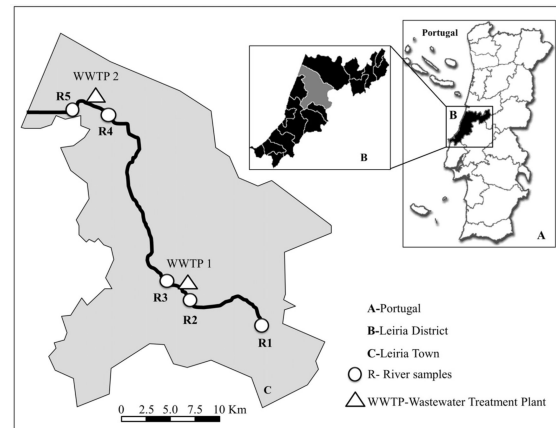 Portugal
WWTP 2
R5
R4
B
B
A
WWTP 1
R3
R2
R1
C
A-Portugal
B-Leiria District
C-Leiria Town
R- River samples
WWTP-Wastewater Treatment Plant
0 2.5 5 7.5 10 Km